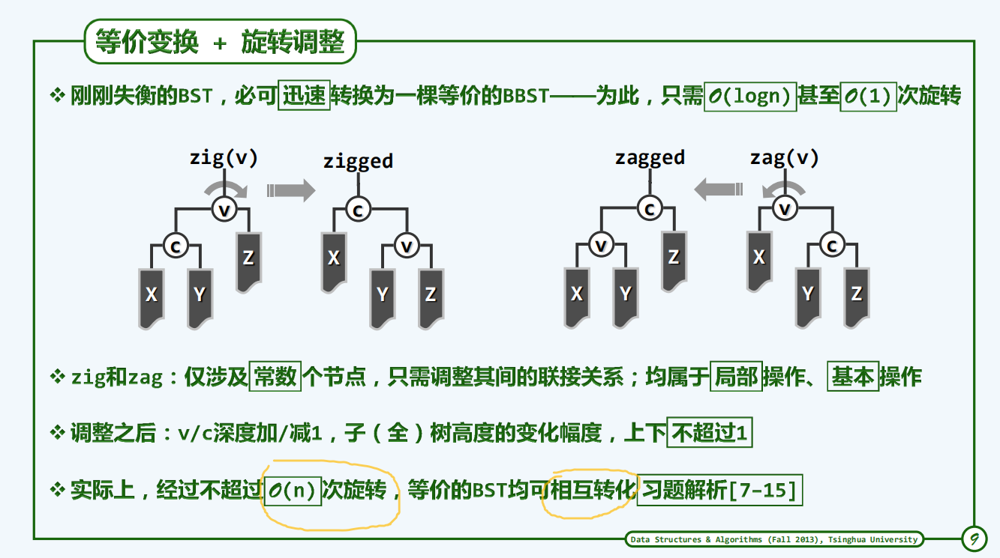 等价变换 + 旋转调整
❖ 刚刚失衡的BST，必可迅速转换为一棵等价的BBST——为此，只需O(logn)甚至O(1)次旋转
zig(v) zigged zagged zag(v)
v C C v
C Z X v v Z X C
X Y Y Z X Y Y Z
❖ zig和zag：仅涉及常数个节点，只需调整其间的联接关系；均属于局部操作、基本操作
❖ 调整之后：v/c深度加/减1，子（全）树高度的变化幅度，上下不超过1
❖ 实际上，经过不超过O(n)次旋转，等价的BST均可相互转化习题解析[7-15]
Data Structures & Algorithms (Fall 2013), Tsinghua University
9